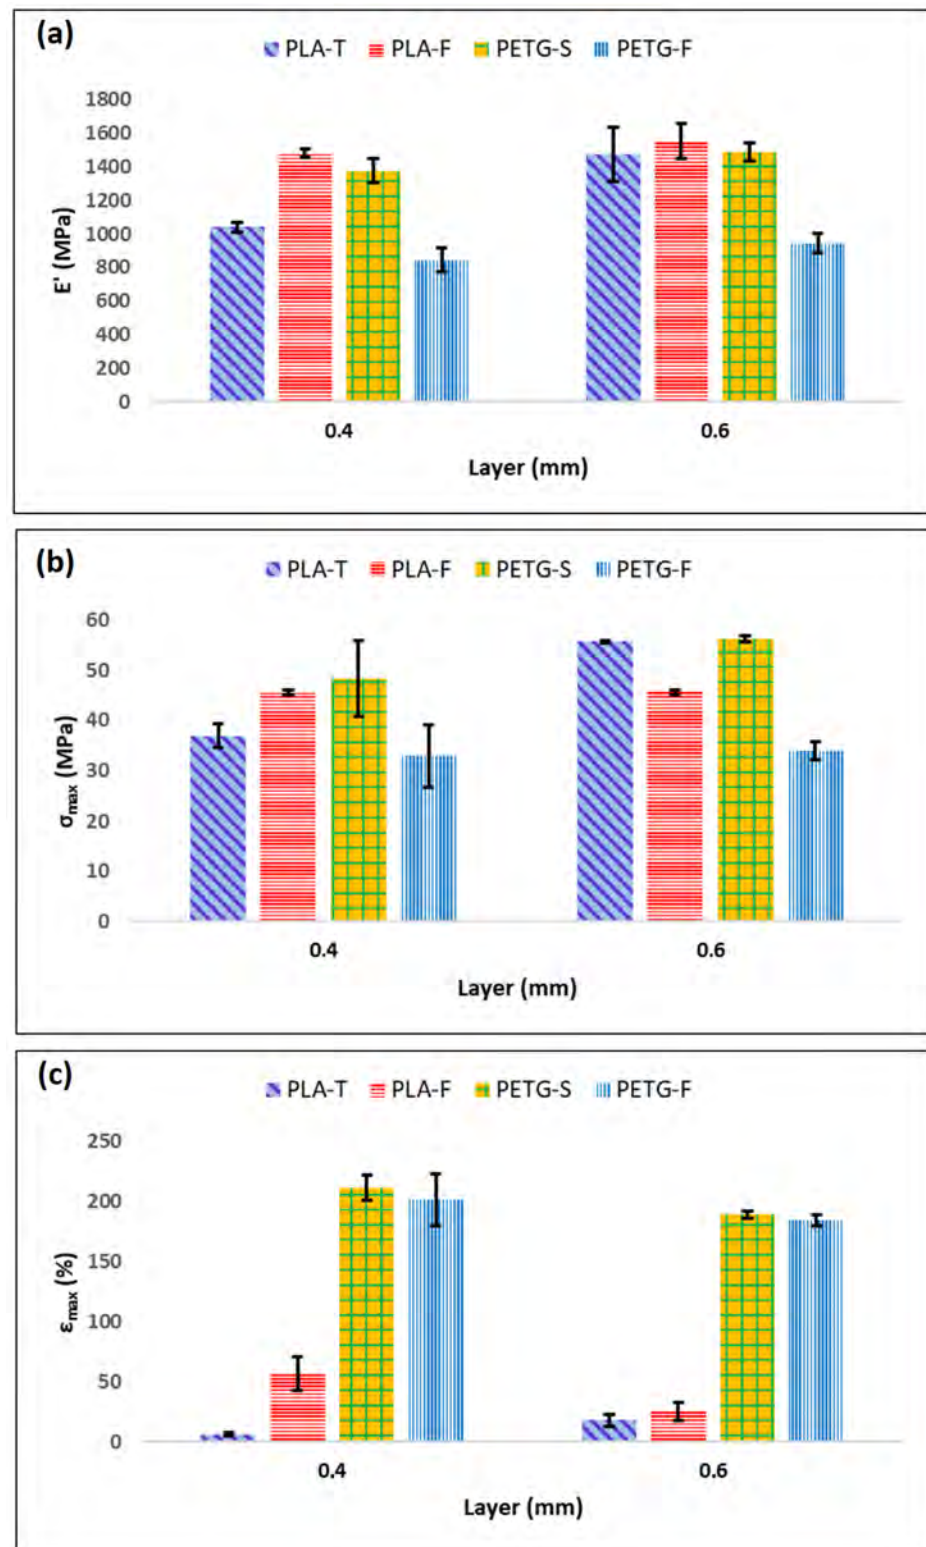 (a)
PLA-T PLA-F PETG-S PETG-F
1800
1600
1400
1200
1000
800
600
400
200
0
E' (MPa)
0.4 0.6
Layer (mm)
(b)
PLA-T PLA-F PETG-S PETG-F
60
50
40
30
20
10
0
σmax (MPa)
0.4 0.6
Layer (mm)
(c)
PLA-T PLA-F PETG-S PETG-F
250
200
150
100
50
0
εmax (%)
0.4 0.6
Layer (mm)